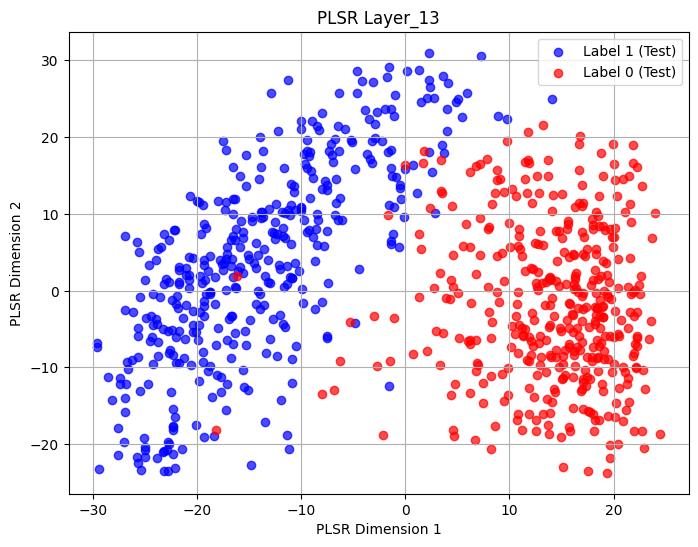 PLSR Layer_13
Label 1 (Test)
Label 0 (Test)
PLSR Dimension 2
30
20
10
0
−10
−20
−30
−20
−10
0
10
20
PLSR Dimension 1